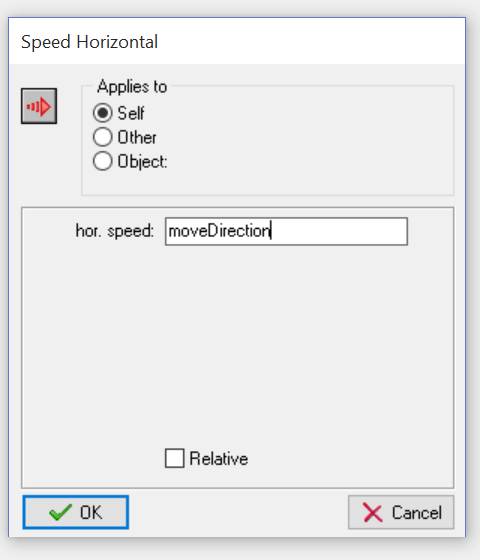 Speed Horizontal
Applies to
Self
Other
Object:
hor. speed: moveDirection
Relative
OK Cancel